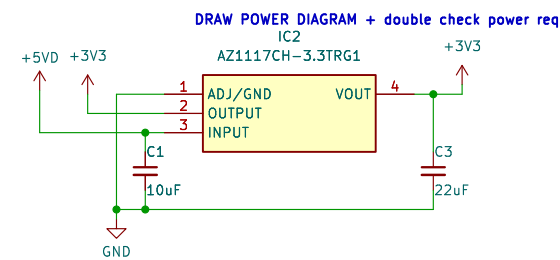 DRAW POWER DIAGRAM + double check power req
IC2
AZ1117CH-3.3TRG1
+5VD
+3V3
+3V3
1
ADJ/GND
2
OUTPUT
3
INPUT
VOUT
4
C1
10uF
C3
22uF
GND